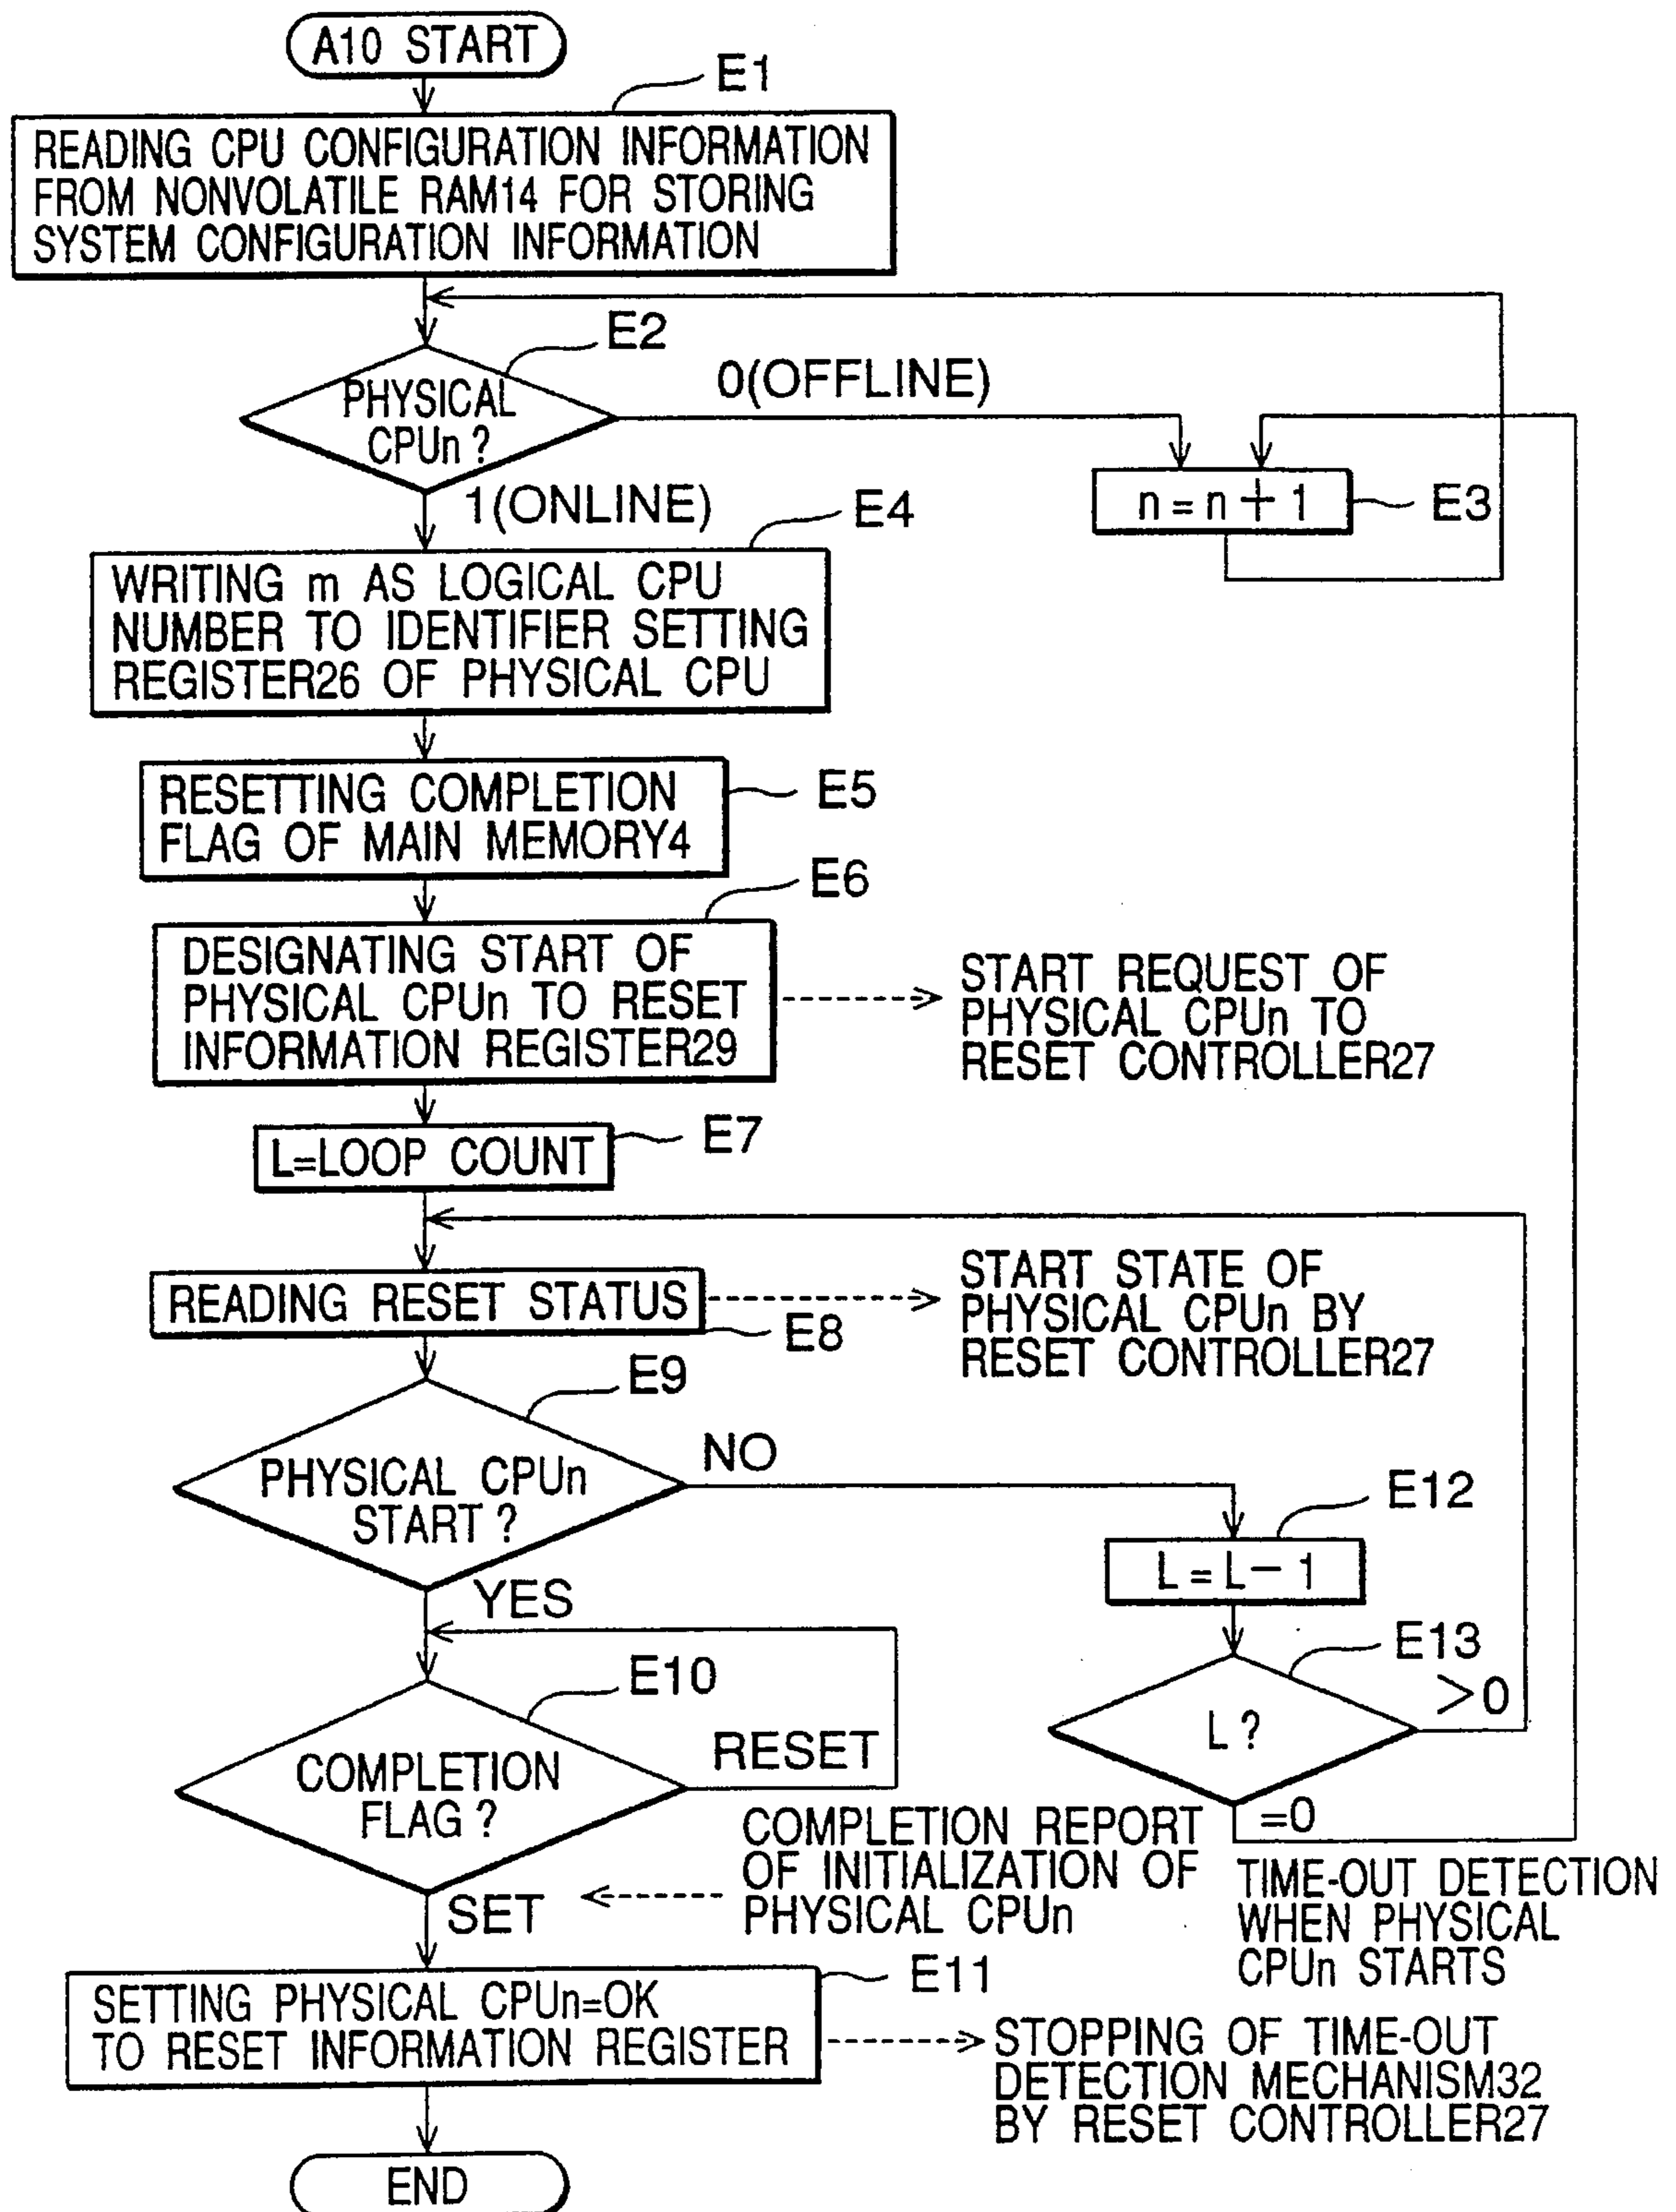 A10 START
E1
READING CPU CONFIGURATION INFORMATION
FROM NONVOLATILE RAM14 FOR STORING
SYSTEM CONFIGURATION INFORMATION
E2
PHYSICAL
CPUn ?
0(OFFLINE)
n = n + 1
E3
1(ONLINE)
E4
WRITING m AS LOGICAL CPU
NUMBER TO IDENTIFIER SETTING
REGISTER26 OF PHYSICAL CPU
RESETTING COMPLETION
FLAG OF MAIN MEMORY4
E5
E6
DESIGNATING START OF
PHYSICAL CPUn TO RESET
INFORMATION REGISTER29
START REQUEST OF
PHYSICAL CPUn TO
RESET CONTROLLER27
L=LOOP COUNT
E7
READING RESET STATUS
E8
START STATE OF
PHYSICAL CPUn BY
RESET CONTROLLER27
E9
PHYSICAL CPUn
START ?
NO
YES
E12
L = L - 1
E13
L ?
>0
=0
TIME-OUT DETECTION
WHEN PHYSICAL
CPUn STARTS
E10
COMPLETION
FLAG ?
RESET
SET
COMPLETION REPORT
OF INITIALIZATION OF
PHYSICAL CPUn
E11
SETTING PHYSICAL CPUn=OK
TO RESET INFORMATION REGISTER
STOPPING OF TIME-OUT
DETECTION MECHANISM32
BY RESET CONTROLLER27
END